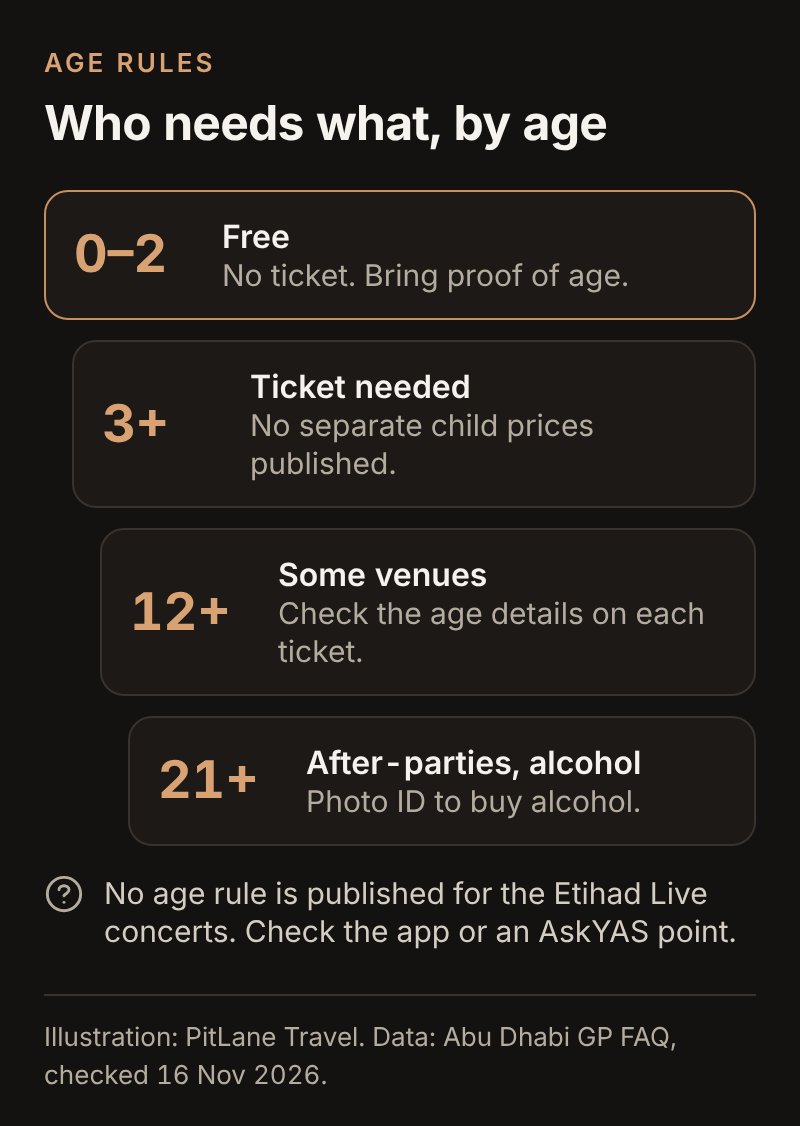 AGE RULES
Who needs what, by age
0–2
Free
No ticket. Bring proof of age.
3+
Ticket needed
No separate child prices
published.
12+
Some venues
Check the age details on each
ticket.
21+
After-parties, alcohol
Photo ID to buy alcohol.
No age rule is published for the Etihad Live
concerts. Check the app or an AskYAS point.
Illustration: PitLane Travel. Data: Abu Dhabi GP FAQ,
checked 16 Nov 2026.